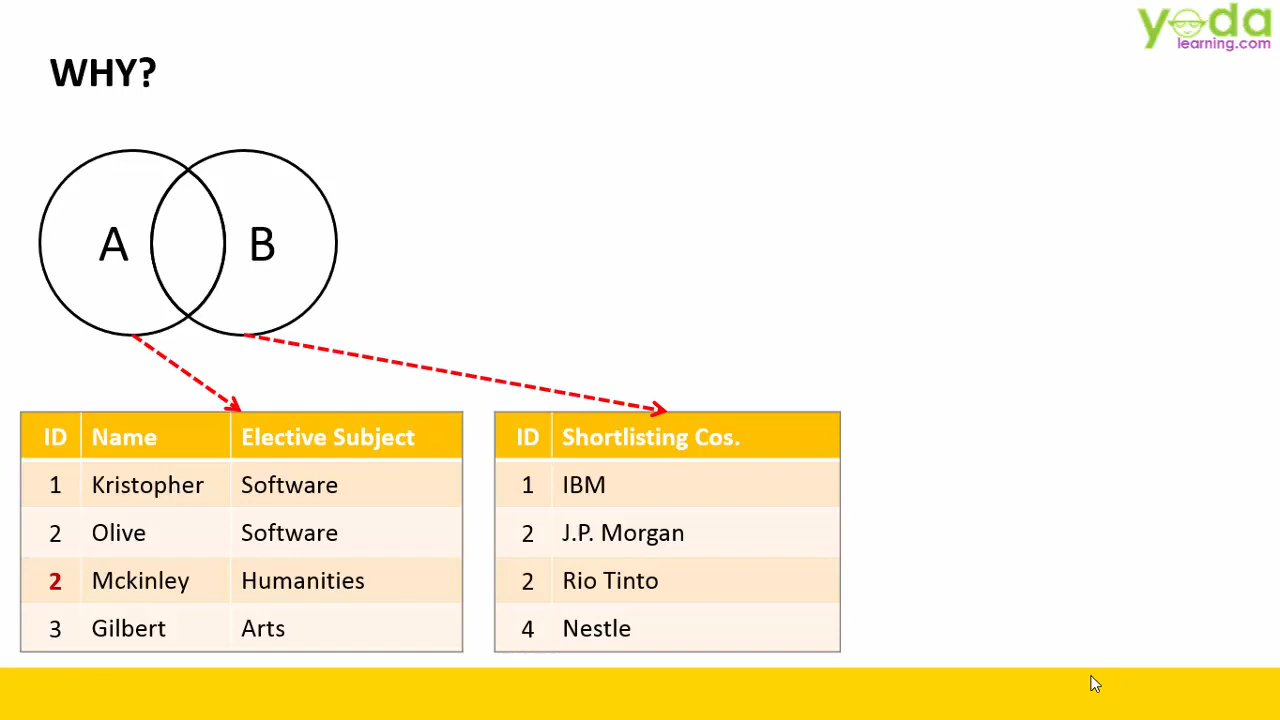 yoda
learning.com
WHY?
A B
ID Name Elective Subject
1 Kristopher Software
2 Olive Software
2 Mckinley Humanities
3 Gilbert Arts
ID Shortlisting Cos.
1 IBM
2 J.P. Morgan
2 Rio Tinto
4 Nestle